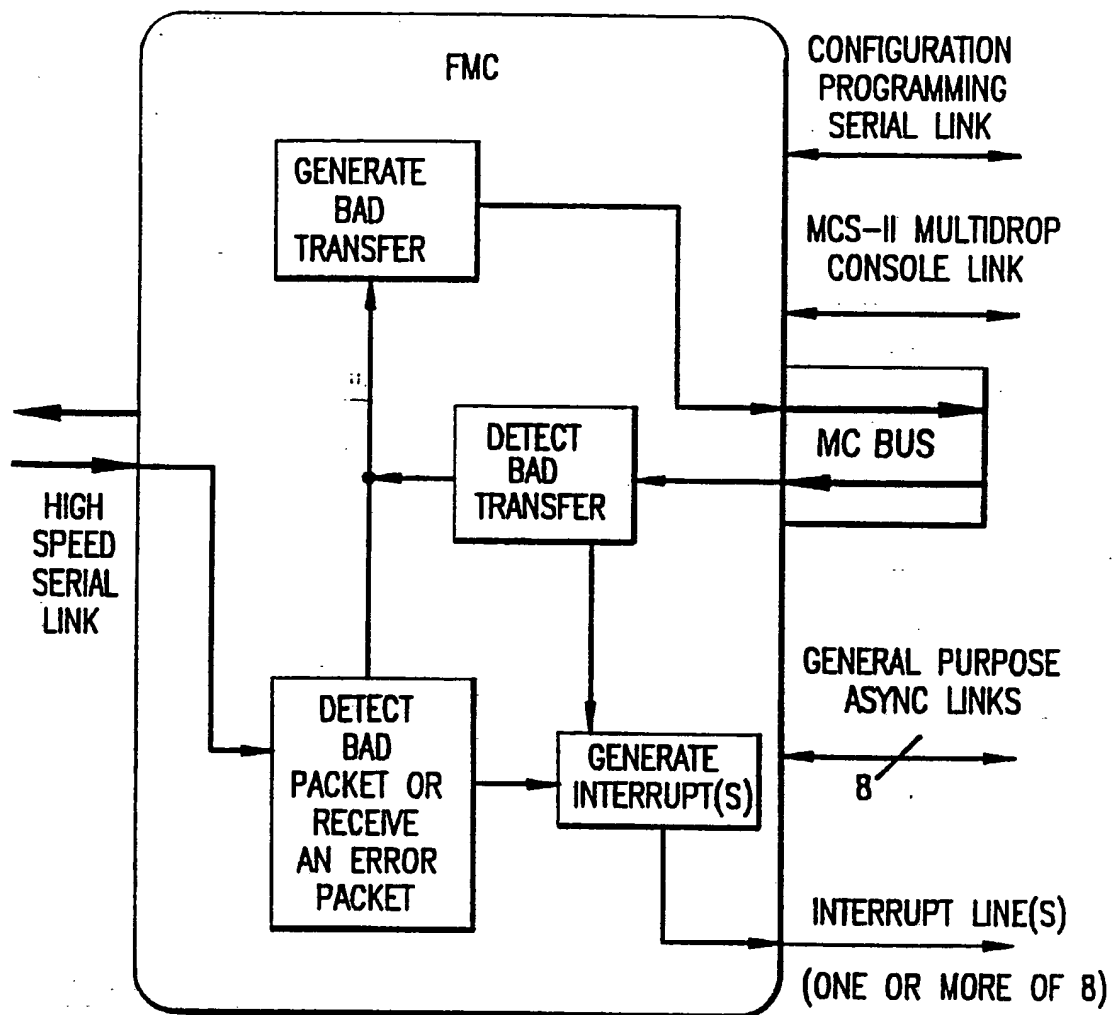 FMC
CONFIGURATION
PROGRAMMING
SERIAL LINK
GENERATE
BAD
TRANSFER
MCS-II MULTIDROP
CONSOLE LINK
DETECT
BAD
TRANSFER
MC BUS
HIGH
SPEED
SERIAL
LINK
DETECT
BAD
PACKET OR
RECEIVE
AN ERROR
PACKET
GENERATE
INTERRUPT(S)
GENERAL PURPOSE
ASYNC LINKS
8
INTERRUPT LINE(S)
(ONE OR MORE OF 8)